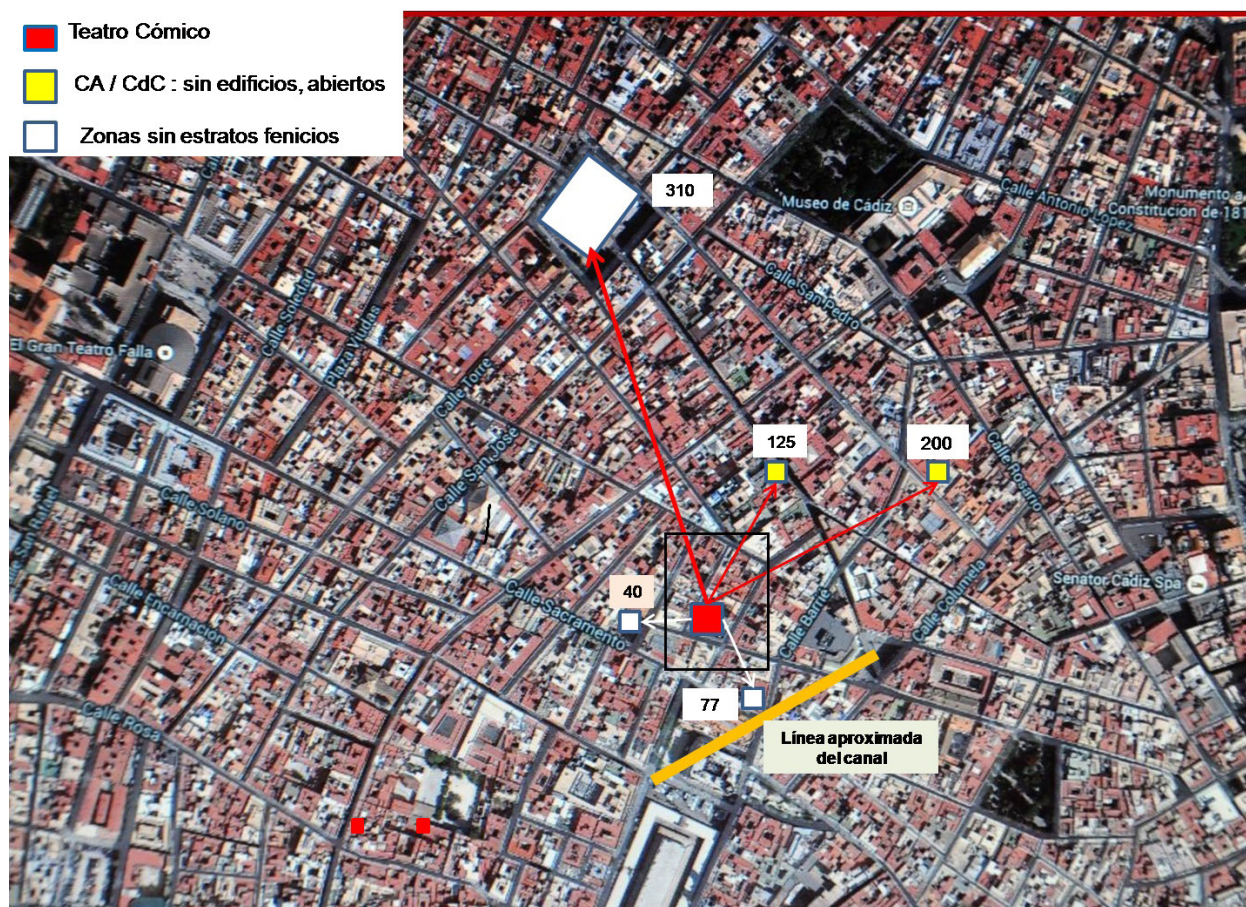 Teatro Cómico
CA / CdC : sin edificios, abiertos
Zonas sin estratos fenicios
310
Museo de Cádiz
Calle Antonio López
Monumento a
Constitución de 181
Calle San Pedro
Calle Soledad
Plaza Viudas
El Gran Teatro Falla
Calle Torre
Calle San José
125
200
Calle Rosario
Calle Solano
Calle Encarnación
Calle Sacramento
40
Calle Barrié
Calle Columela
Senator Cádiz Spa
77
Calle Rosa
Línea aproximada
del canal